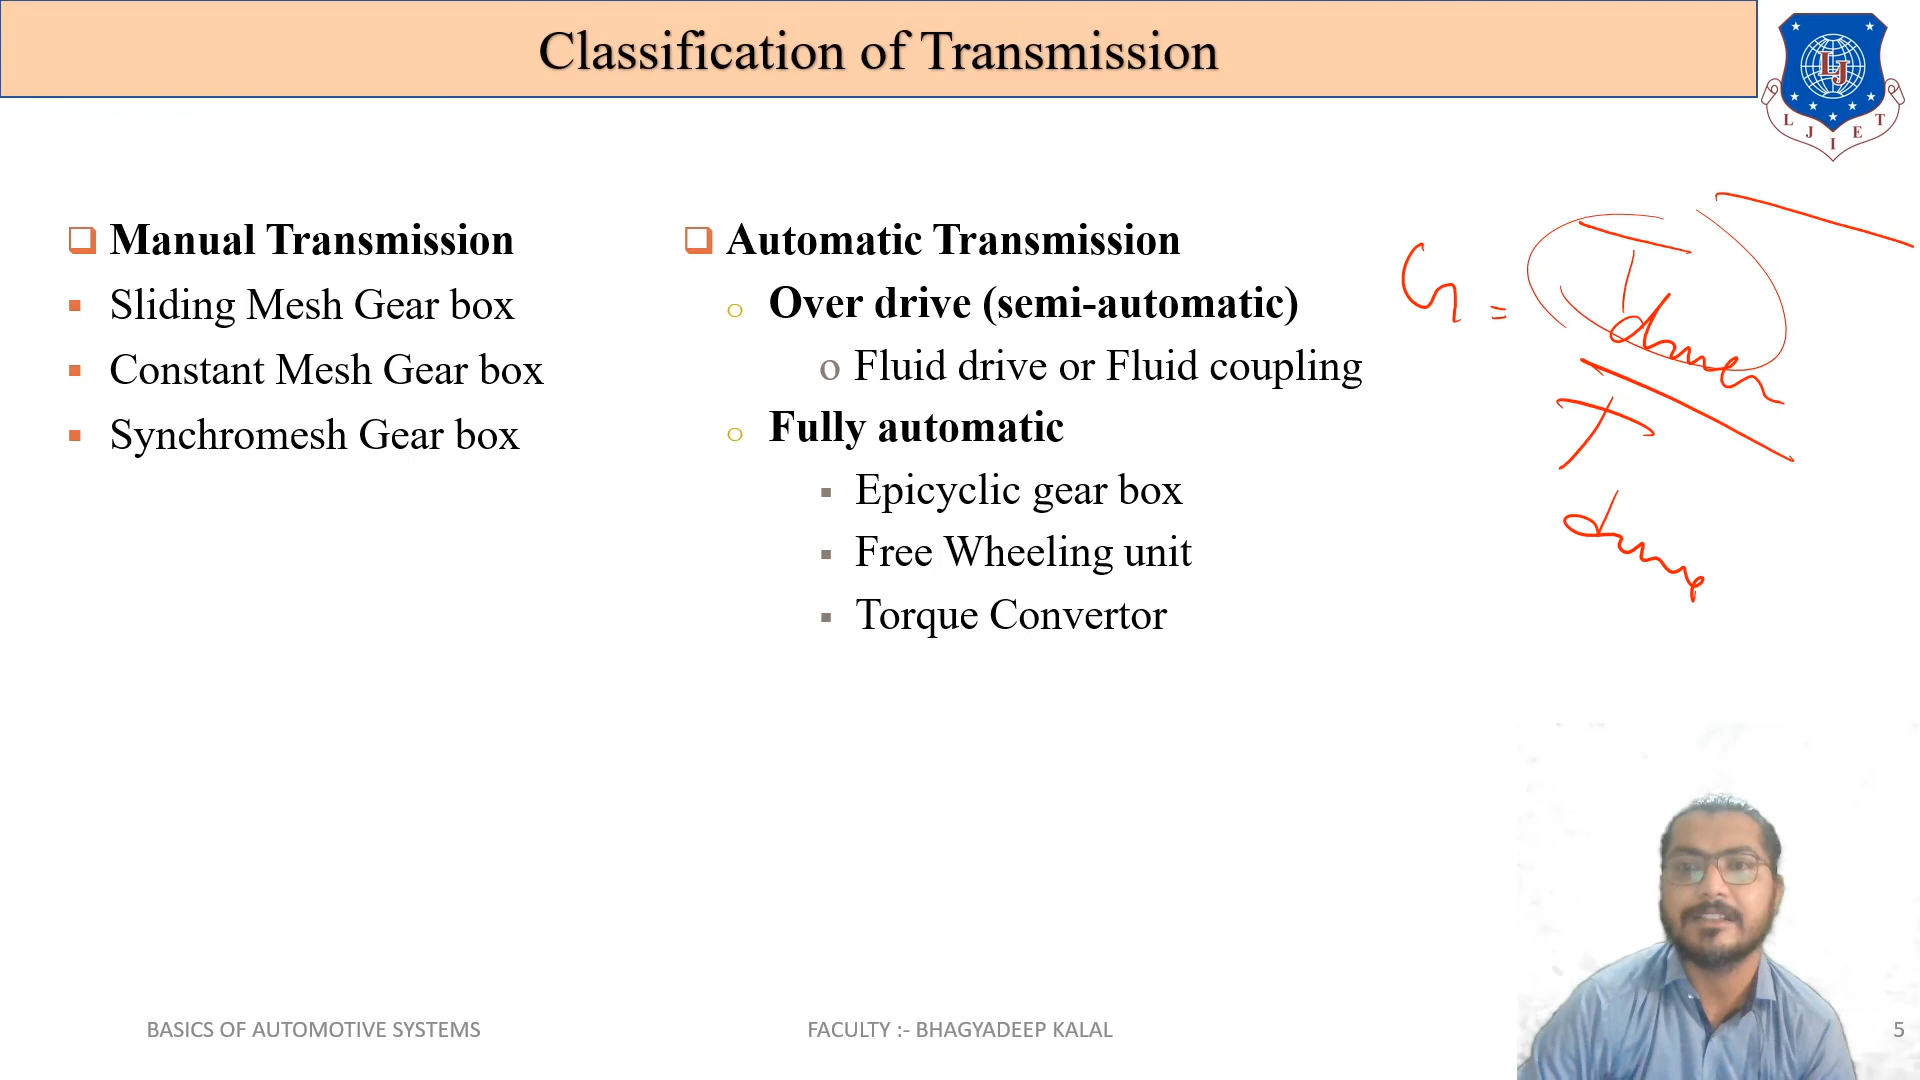 Classification of Transmission
LJ
L J I E T
Manual Transmission
Sliding Mesh Gear box
Constant Mesh Gear box
Synchromesh Gear box
Automatic Transmission
Over drive (semi-automatic)
Fluid drive or Fluid coupling
Fully automatic
Epicyclic gear box
Free Wheeling unit
Torque Convertor
G =
T
T
BASICS OF AUTOMOTIVE SYSTEMS
FACULTY :- BHAGYADEEP KALAL
5